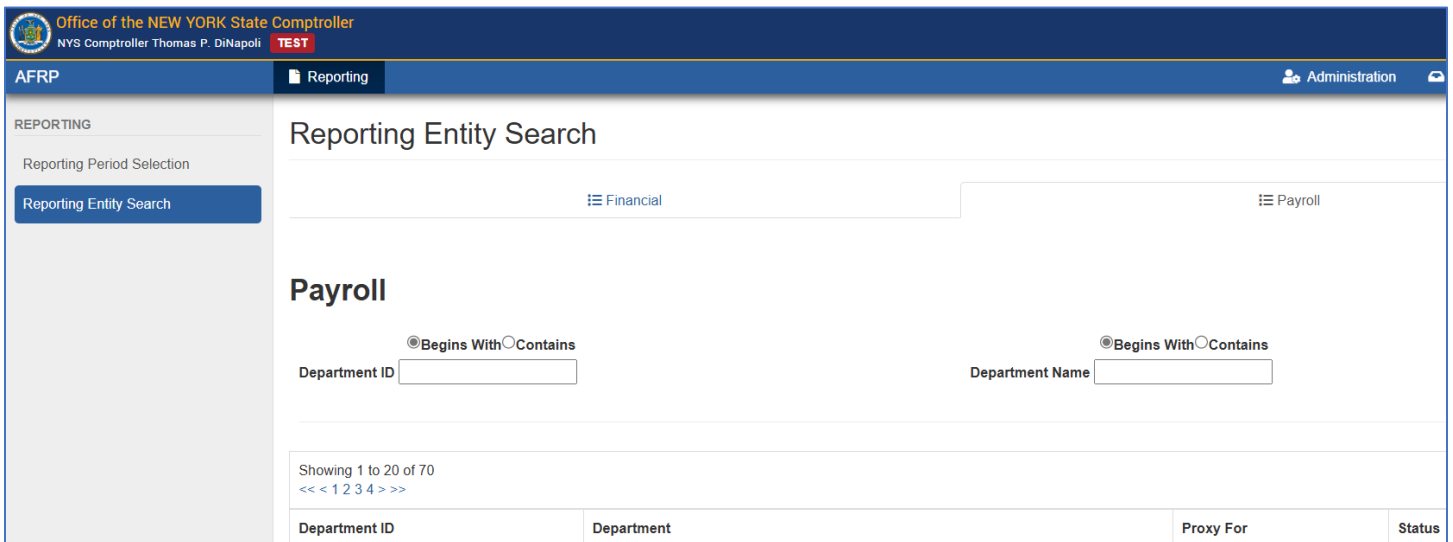 Office of the NEW YORK State Comptroller
NYS Comptroller Thomas P. DiNapoli TEST
AFRP Reporting Administration
REPORTING
Reporting Period Selection
Reporting Entity Search
Reporting Entity Search
Financial Payroll
Payroll
Begins With Contains Begins With Contains
Department ID Department Name
Showing 1 to 20 of 70
<< < 1 2 3 4 > >>
Department ID Department Proxy For Status